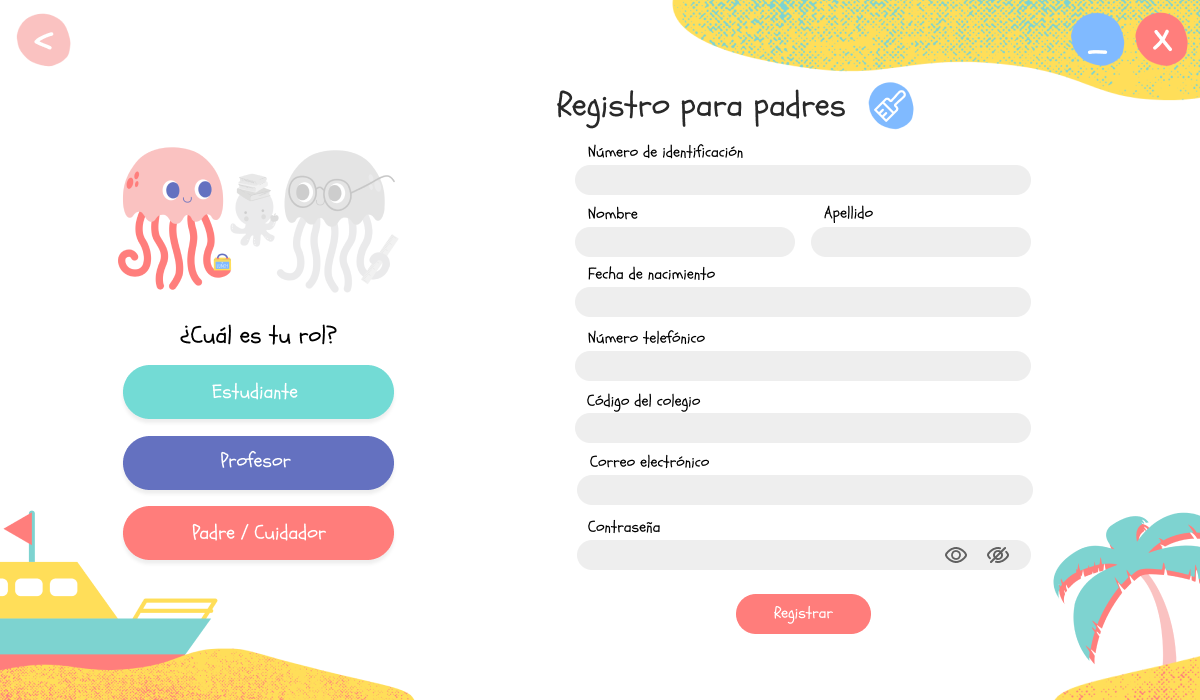 <
_
X
Registro para padres
Número de identificación
Nombre
Apellido
Fecha de nacimiento
¿Cuál es tu rol?
Número telefónico
Estudiante
Código del colegio
Profesor
Correo electrónico
Padre / Cuidador
Contraseña
Registrar